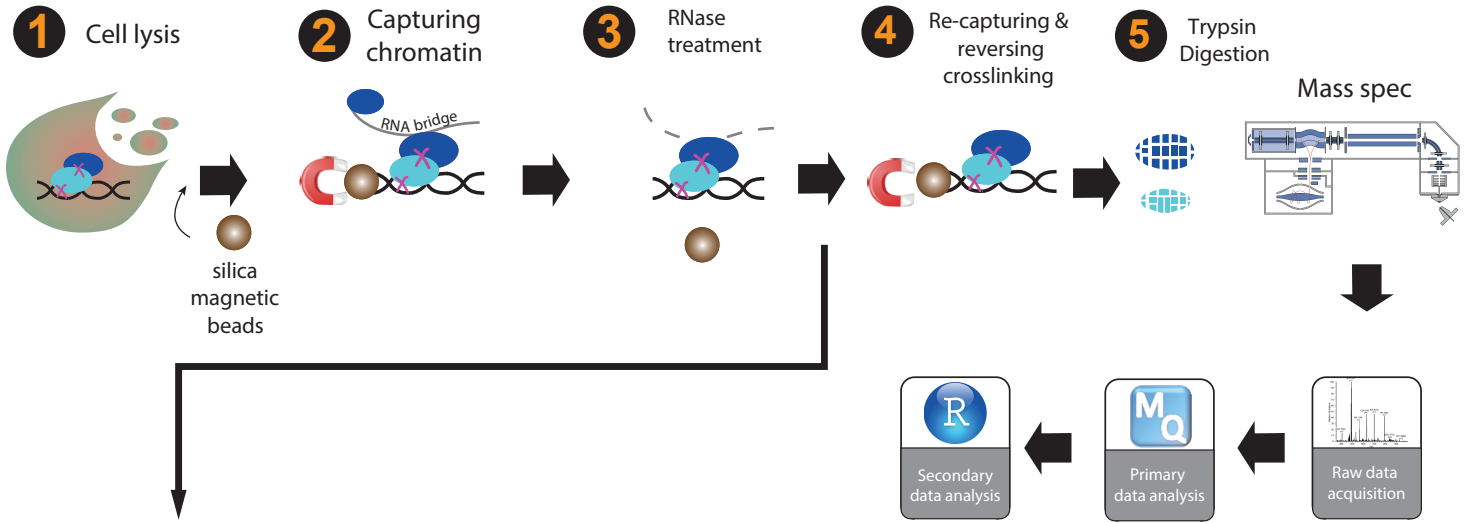 1
Cell lysis
2
Capturing
chromatin
3
RNase
treatment
4
Re-capturing &
reversing
crosslinking
5
Trypsin
Digestion
Mass spec
RNA bridge
silica
magnetic
beads
R
Secondary
data analysis
M
Q
Primary
data analysis
Raw data
acquisition